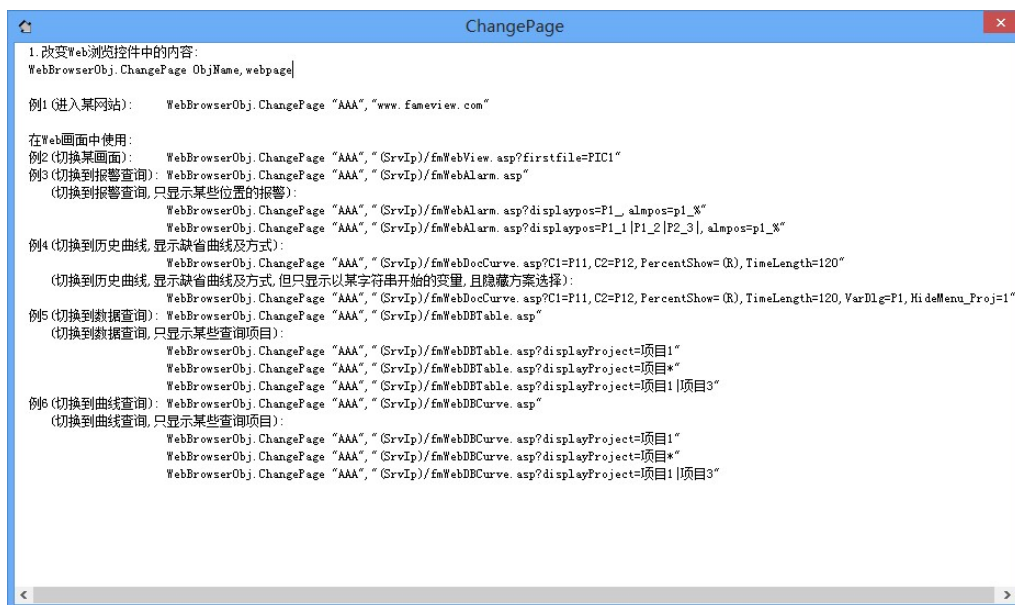 ChangePage
1.改变Web浏览控件中的内容:
WebBrowserObj.ChangePage ObjName,webpage
例1(进入某网站): WebBrowserObj.ChangePage "AAA","www.fameview.com"
在Web画面中使用:
例2(切换某画面): WebBrowserObj.ChangePage "AAA","(SrvIp)/fmWebView.asp?firstfile=PIC1"
例3(切换到报警查询): WebBrowserObj.ChangePage "AAA","(SrvIp)/fmWebAlarm.asp"
(切换到报警查询,只显示某些位置的报警):
WebBrowserObj.ChangePage "AAA","(SrvIp)/fmWebAlarm.asp?displaypos=P1_,almpos=p1_%"
WebBrowserObj.ChangePage "AAA","(SrvIp)/fmWebAlarm.asp?displaypos=P1_1|P1_2|P2_3|,almpos=p1_%"
例4(切换到历史曲线,显示缺省曲线及方式):
WebBrowserObj.ChangePage "AAA","(SrvIp)/fmWebDocCurve.asp?C1=P11,C2=P12,PercentShow=(R),TimeLength=120"
(切换到历史曲线,显示缺省曲线及方式,但只显示以某字符串开始的变量,且隐藏方案选择):
WebBrowserObj.ChangePage "AAA","(SrvIp)/fmWebDocCurve.asp?C1=P11,C2=P12,PercentShow=(R),TimeLength=120,VarDlg=P1,HideMenu_Proj=1"
例5(切换到数据查询): WebBrowserObj.ChangePage "AAA","(SrvIp)/fmWebDBTable.asp"
(切换到数据查询,只显示某些查询项目):
WebBrowserObj.ChangePage "AAA","(SrvIp)/fmWebDBTable.asp?displayProject=项目1"
WebBrowserObj.ChangePage "AAA","(SrvIp)/fmWebDBTable.asp?displayProject=项目*"
WebBrowserObj.ChangePage "AAA","(SrvIp)/fmWebDBTable.asp?displayProject=项目1|项目3"
例6(切换到曲线查询): WebBrowserObj.ChangePage "AAA","(SrvIp)/fmWebDBCurve.asp"
(切换到曲线查询,只显示某些查询项目):
WebBrowserObj.ChangePage "AAA","(SrvIp)/fmWebDBCurve.asp?displayProject=项目1"
WebBrowserObj.ChangePage "AAA","(SrvIp)/fmWebDBCurve.asp?displayProject=项目*"
WebBrowserObj.ChangePage "AAA","(SrvIp)/fmWebDBCurve.asp?displayProject=项目1|项目3"